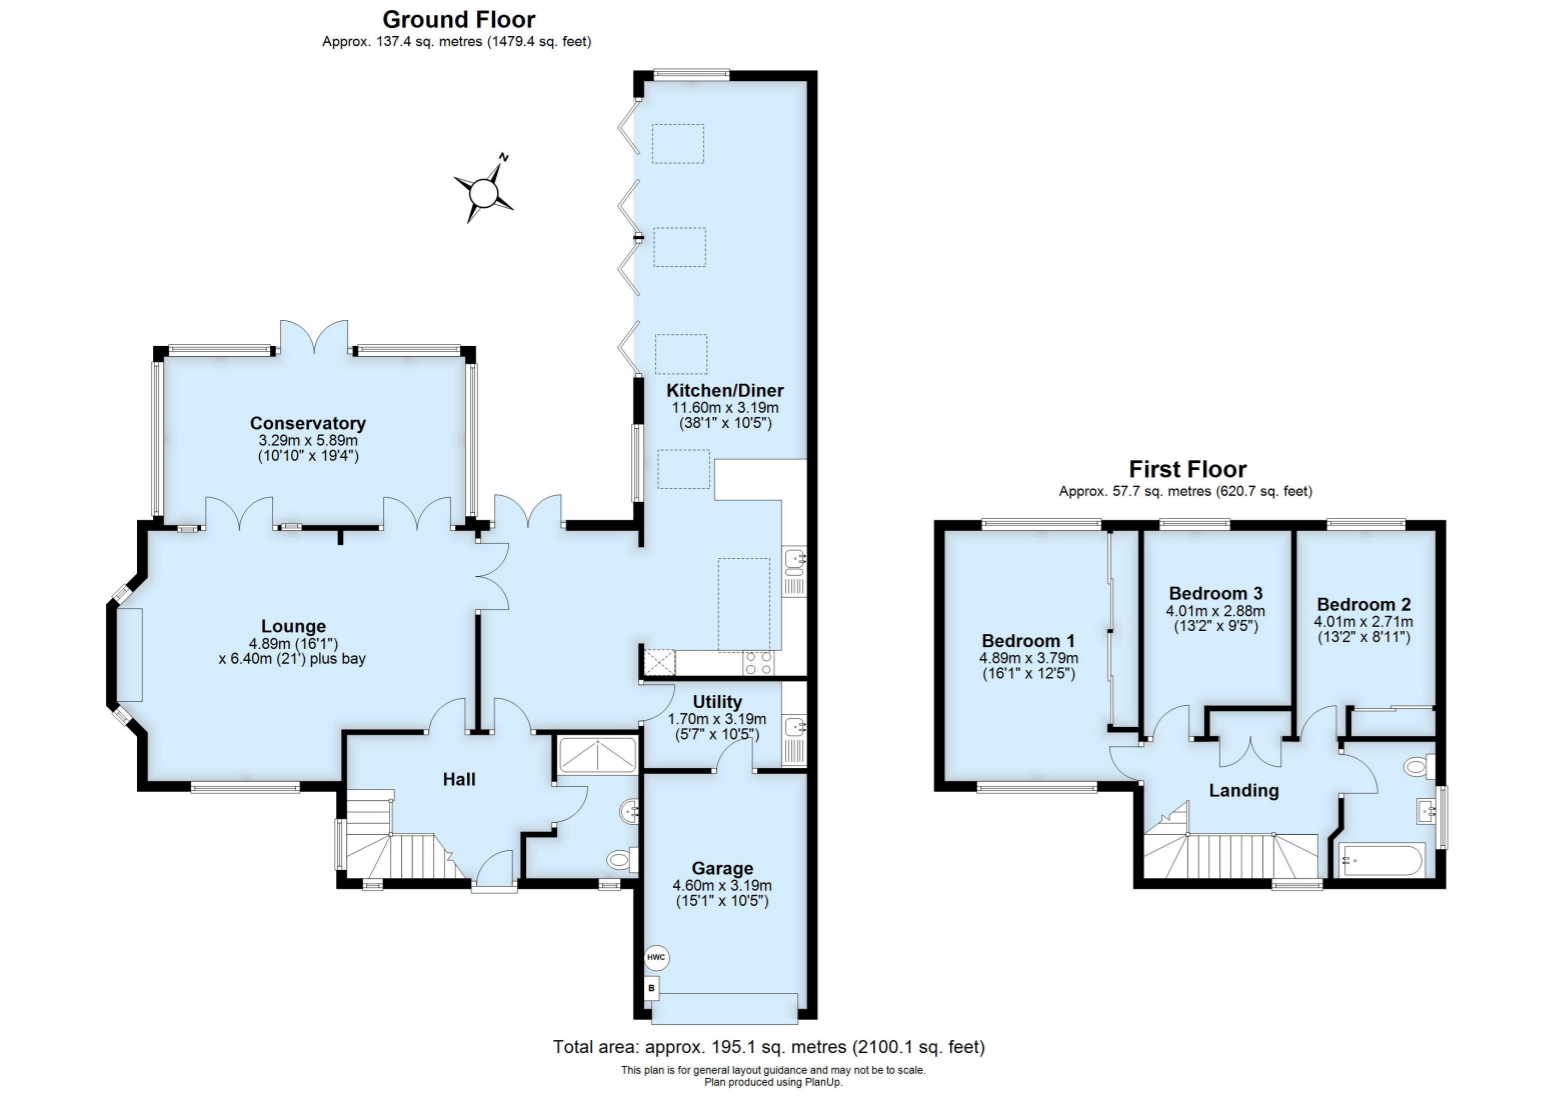 Ground Floor
Approx. 137.4 sq. metres (1479.4 sq. feet)
N
Kitchen/Diner
11.60m x 3.19m
(38'1" x 10'5")
Conservatory
3.29m x 5.89m
(10'10" x 19'4")
Lounge
4.89m (16'1")
x 6.40m (21') plus bay
Utility
1.70m x 3.19m
(5'7" x 10'5")
Hall
Garage
4.60m x 3.19m
(15'1" x 10'5")
HWC
B
First Floor
Approx. 57.7 sq. metres (620.7 sq. feet)
Bedroom 1
4.89m x 3.79m
(16'1" x 12'5")
Bedroom 3
4.01m x 2.88m
(13'2" x 9'5")
Bedroom 2
4.01m x 2.71m
(13'2" x 8'11")
Landing
Total area: approx. 195.1 sq. metres (2100.1 sq. feet)
This plan is for general layout guidance and may not be to scale.
Plan produced using PlanUp.